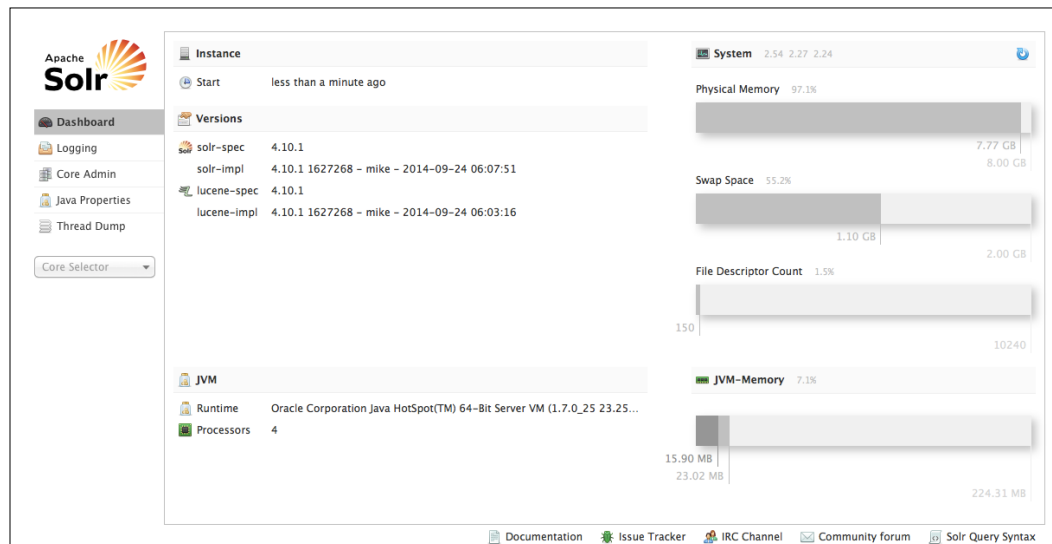 Apache
Solr
Dashboard
Logging
Core Admin
Java Properties
Thread Dump
Core Selector
Instance
Start less than a minute ago
Versions
solr-spec 4.10.1
solr-impl 4.10.1 1627268 - mike - 2014-09-24 06:07:51
lucene-spec 4.10.1
lucene-impl 4.10.1 1627268 - mike - 2014-09-24 06:03:16
JVM
Runtime Oracle Corporation Java HotSpot(TM) 64-Bit Server VM (1.7.0_25 23.25...
Processors 4
System 2.54 2.27 2.24
Physical Memory 97.1%
7.77 GB
8.00 GB
Swap Space 55.2%
1.10 GB
2.00 GB
File Descriptor Count 1.5%
150
10240
JVM-Memory 7.1%
15.90 MB
23.02 MB
224.31 MB
Documentation Issue Tracker IRC Channel Community forum Solr Query Syntax